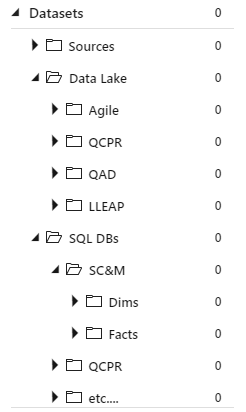 Datasets 0
Sources 0
Data Lake 0
Agile 0
QCPR 0
QAD 0
LLEAP 0
SQL DBs 0
SC&M 0
Dims 0
Facts 0
QCPR 0
etc.... 0